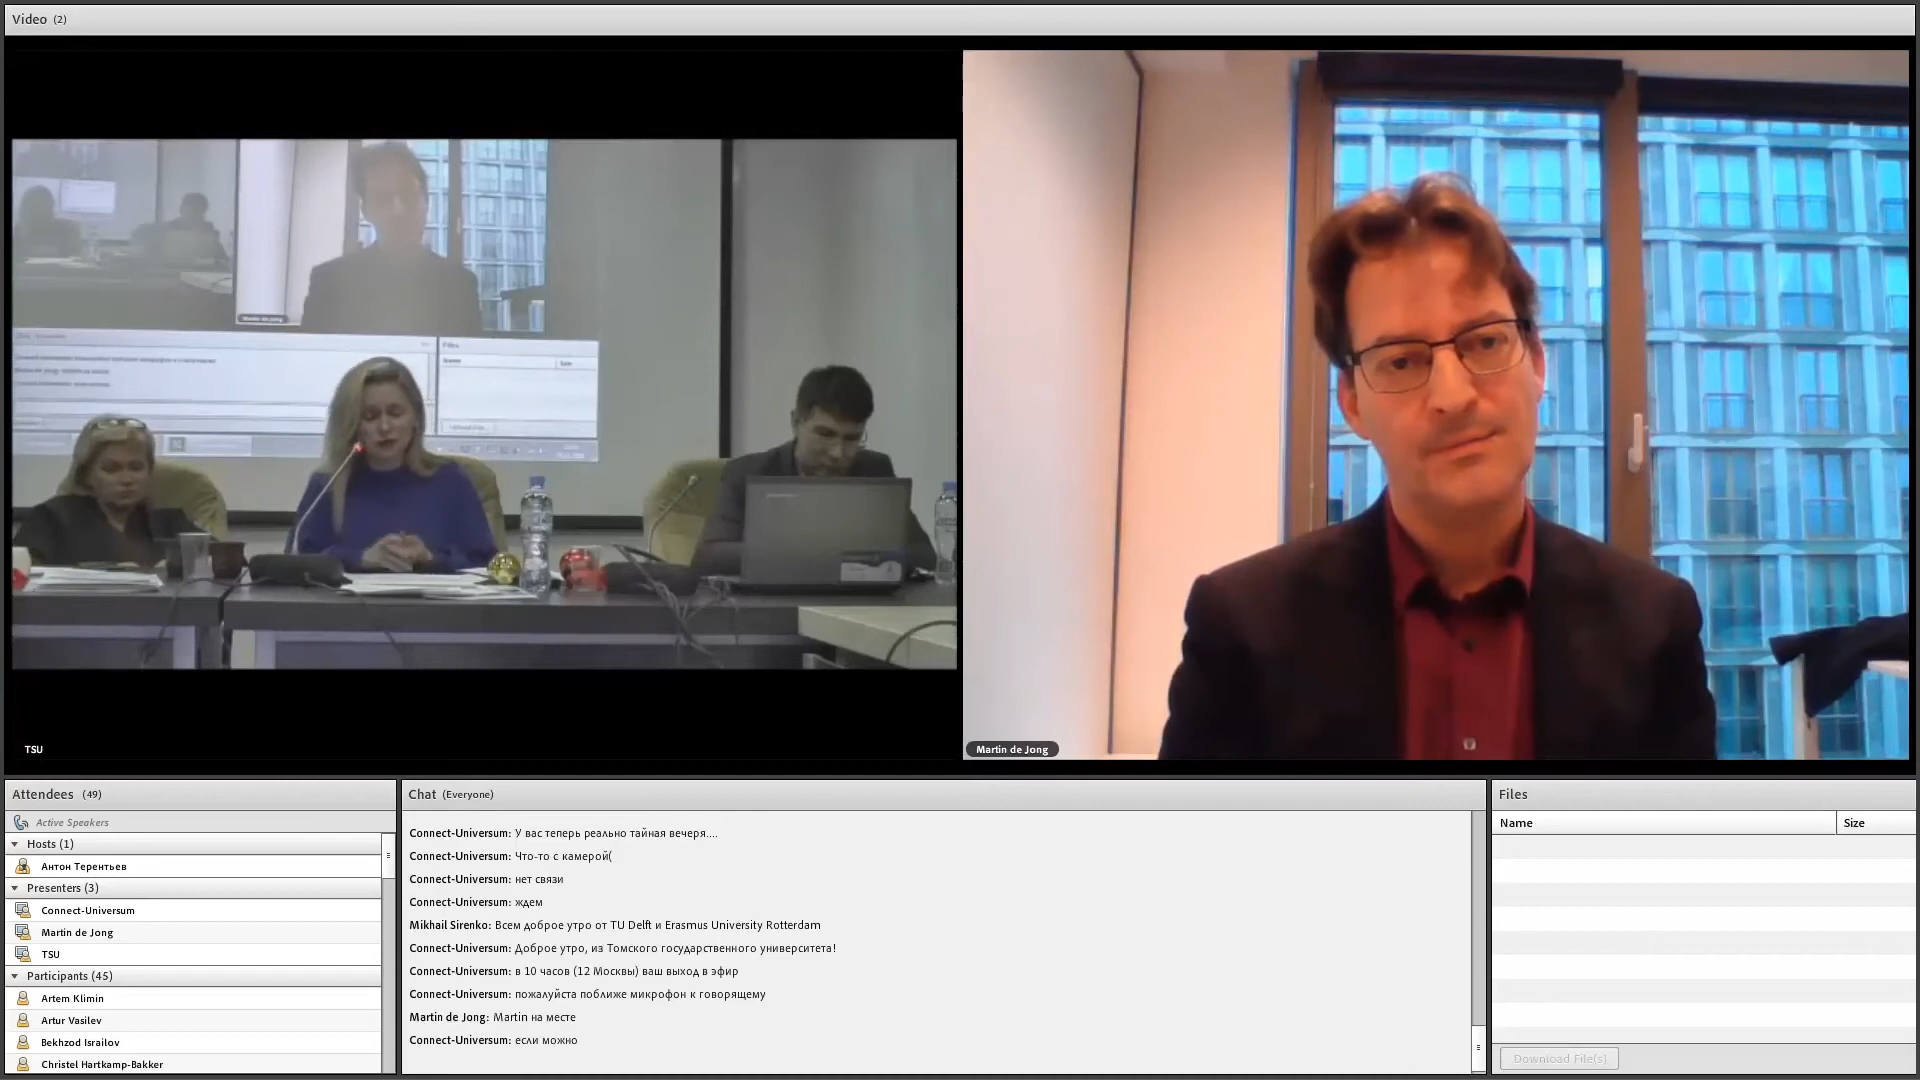 Video (2)
TSU
Martin de Jong
Attendees (49)
Active Speakers
Hosts (1)
Антон Терентьев
Presenters (3)
Connect-Universum
Martin de Jong
TSU
Participants (45)
Artem Klimin
Artur Vasilev
Bekhzod Israilov
Christel Hartkamp-Bakker
Chat (Everyone)
Connect-Universum: У вас теперь реально тайная вечеря....
Connect-Universum: Что-то с камерой(
Connect-Universum: нет связи
Connect-Universum: ждем
Mikhail Sirenko: Всем доброе утро от TU Delft и Erasmus University Rotterdam
Connect-Universum: Доброе утро, из Томского государственного университета!
Connect-Universum: в 10 часов (12 Москвы) ваш выход в эфир
Connect-Universum: пожалуйста поближе микрофон к говорящему
Martin de Jong: Martin на месте
Connect-Universum: если можно
Files
Name Size
Download File(s)